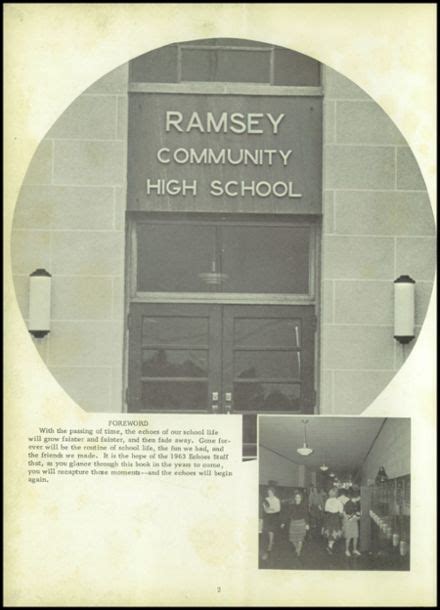 RAMSEY
COMMUNITY
HIGH SCHOOL
FOREWORD
With the passing of time, the echoes of our school life
will grow fainter and fainter, and then fade away. Gone for-
ever will be the routine of school life, the fun we had, and
the friends we made. It is the hope of the 1963 Echoes Staff
that, as you glance through this book in the years to come,
you will recapture those moments--and the echoes will begin
again.
2